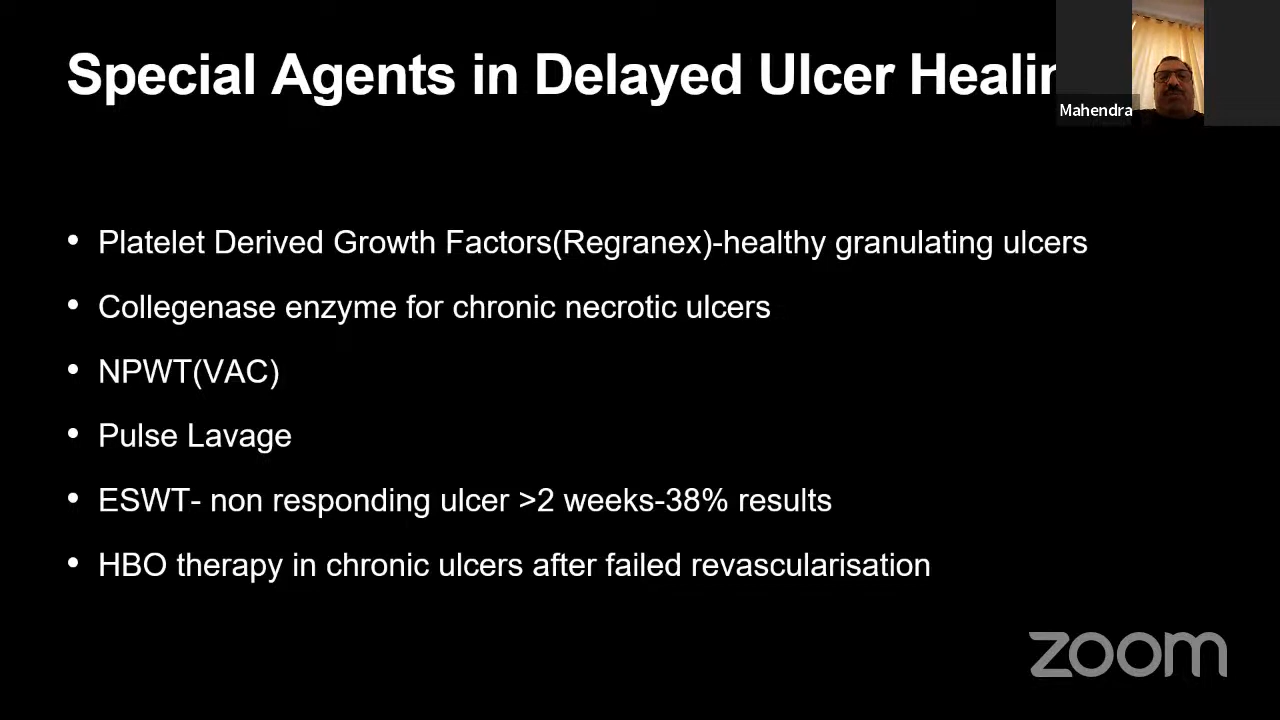 Special Agents in Delayed Ulcer Healin
Mahendra
• Platelet Derived Growth Factors(Regranex)-healthy granulating ulcers
• Collegenase enzyme for chronic necrotic ulcers
• NPWT(VAC)
• Pulse Lavage
• ESWT- non responding ulcer >2 weeks-38% results
• HBO therapy in chronic ulcers after failed revascularisation
zoom